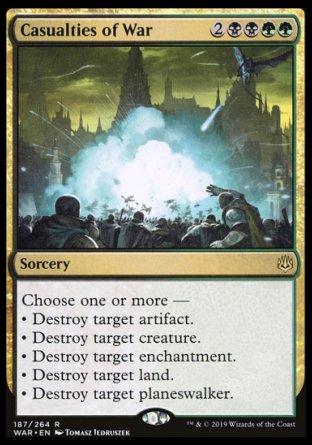 Casualties of War 2
Sorcery
Choose one or more —
• Destroy target artifact.
• Destroy target creature.
• Destroy target enchantment.
• Destroy target land.
• Destroy target planeswalker.
187/264 R
WAR • EN Tomasz Jedruszek
™ & © 2019 Wizards of the Coast